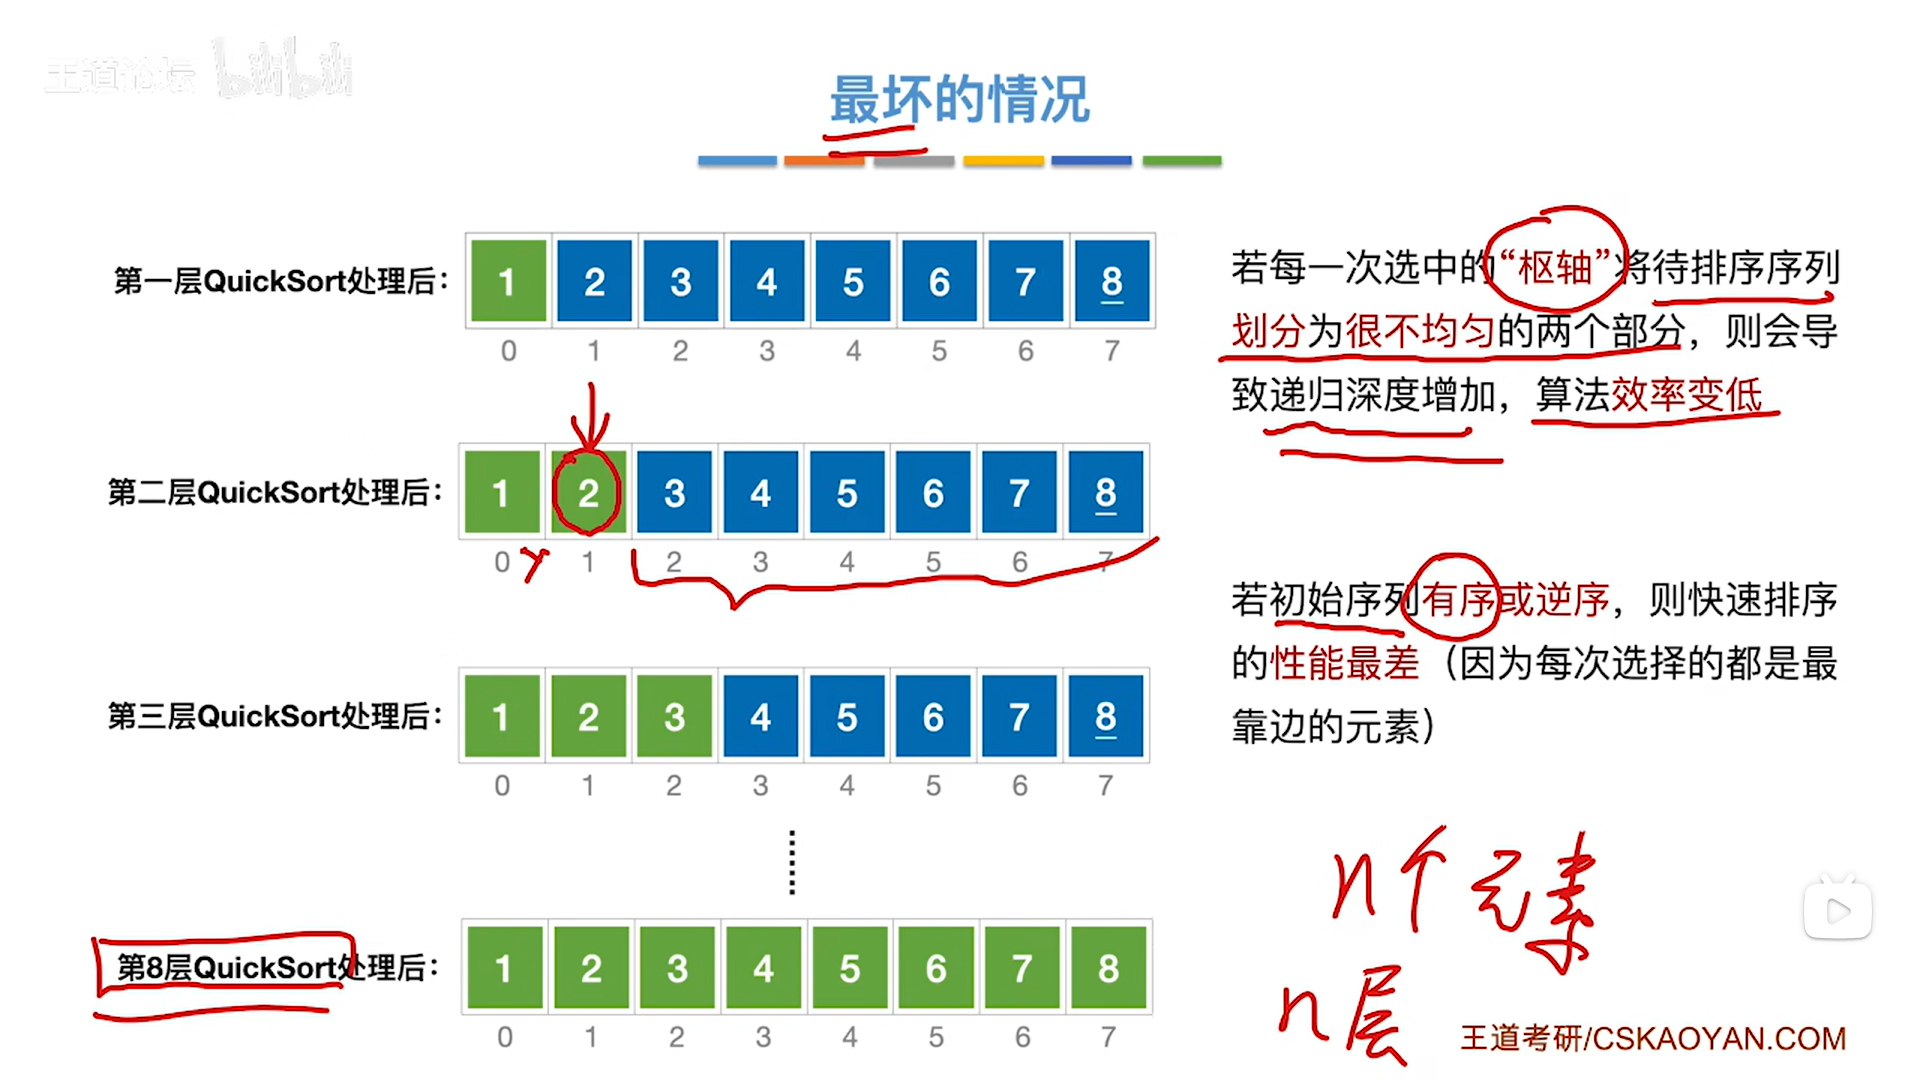 王道论坛 bilibili
最坏的情况
第一层QuickSort处理后：
1 2 3 4 5 6 7 8
0 1 2 3 4 5 6 7
第二层QuickSort处理后：
1 2 3 4 5 6 7 8
0 1 2 3 4 5 6 7
第三层QuickSort处理后：
1 2 3 4 5 6 7 8
0 1 2 3 4 5 6 7
第8层QuickSort处理后：
1 2 3 4 5 6 7 8
0 1 2 3 4 5 6 7
若每一次选中的“枢轴”将待排序序列
划分为很不均匀的两个部分，则会导
致递归深度增加，算法效率变低
若初始序列有序或逆序，则快速排序
的性能最差（因为每次选择的都是最
靠边的元素）
n个元素
n层
王道考研/CSKAOYAN.COM